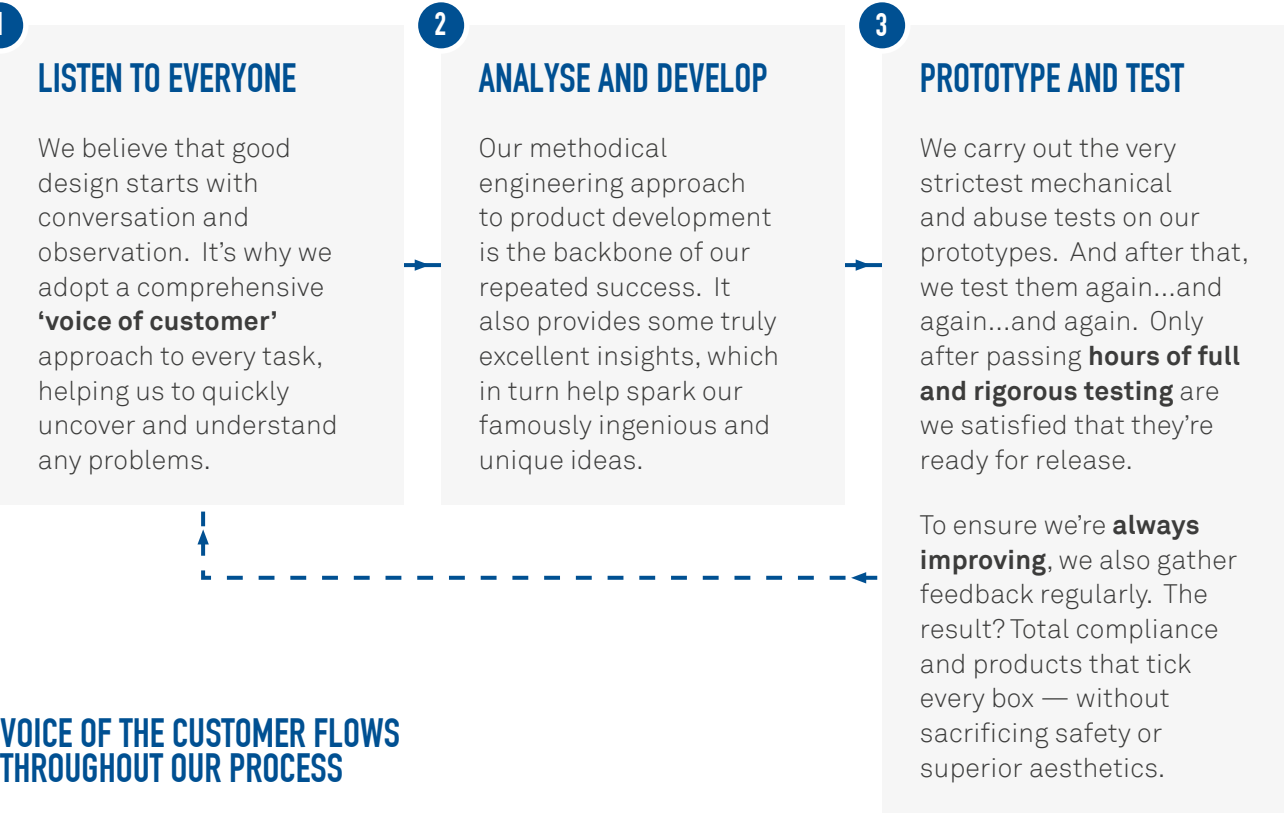 1
LISTEN TO EVERYONE
We believe that good
design starts with
conversation and
observation.  It’s why we
adopt a comprehensive
‘voice of customer’
approach to every task,
helping us to quickly
uncover and understand
any problems.
2
ANALYSE AND DEVELOP
Our methodical
engineering approach
to product development
is the backbone of our
repeated success.  It
also provides some truly
excellent insights, which
in turn help spark our
famously ingenious and
unique ideas.
3
PROTOTYPE AND TEST
We carry out the very
strictest mechanical
and abuse tests on our
prototypes.  And after that,
we test them again...and
again...and again.  Only
after passing hours of full
and rigorous testing are
we satisfied that they’re
ready for release.
To ensure we’re always
improving, we also gather
feedback regularly.  The
result? Total compliance
and products that tick
every box — without
sacrificing safety or
superior aesthetics.
VOICE OF THE CUSTOMER FLOWS
THROUGHOUT OUR PROCESS